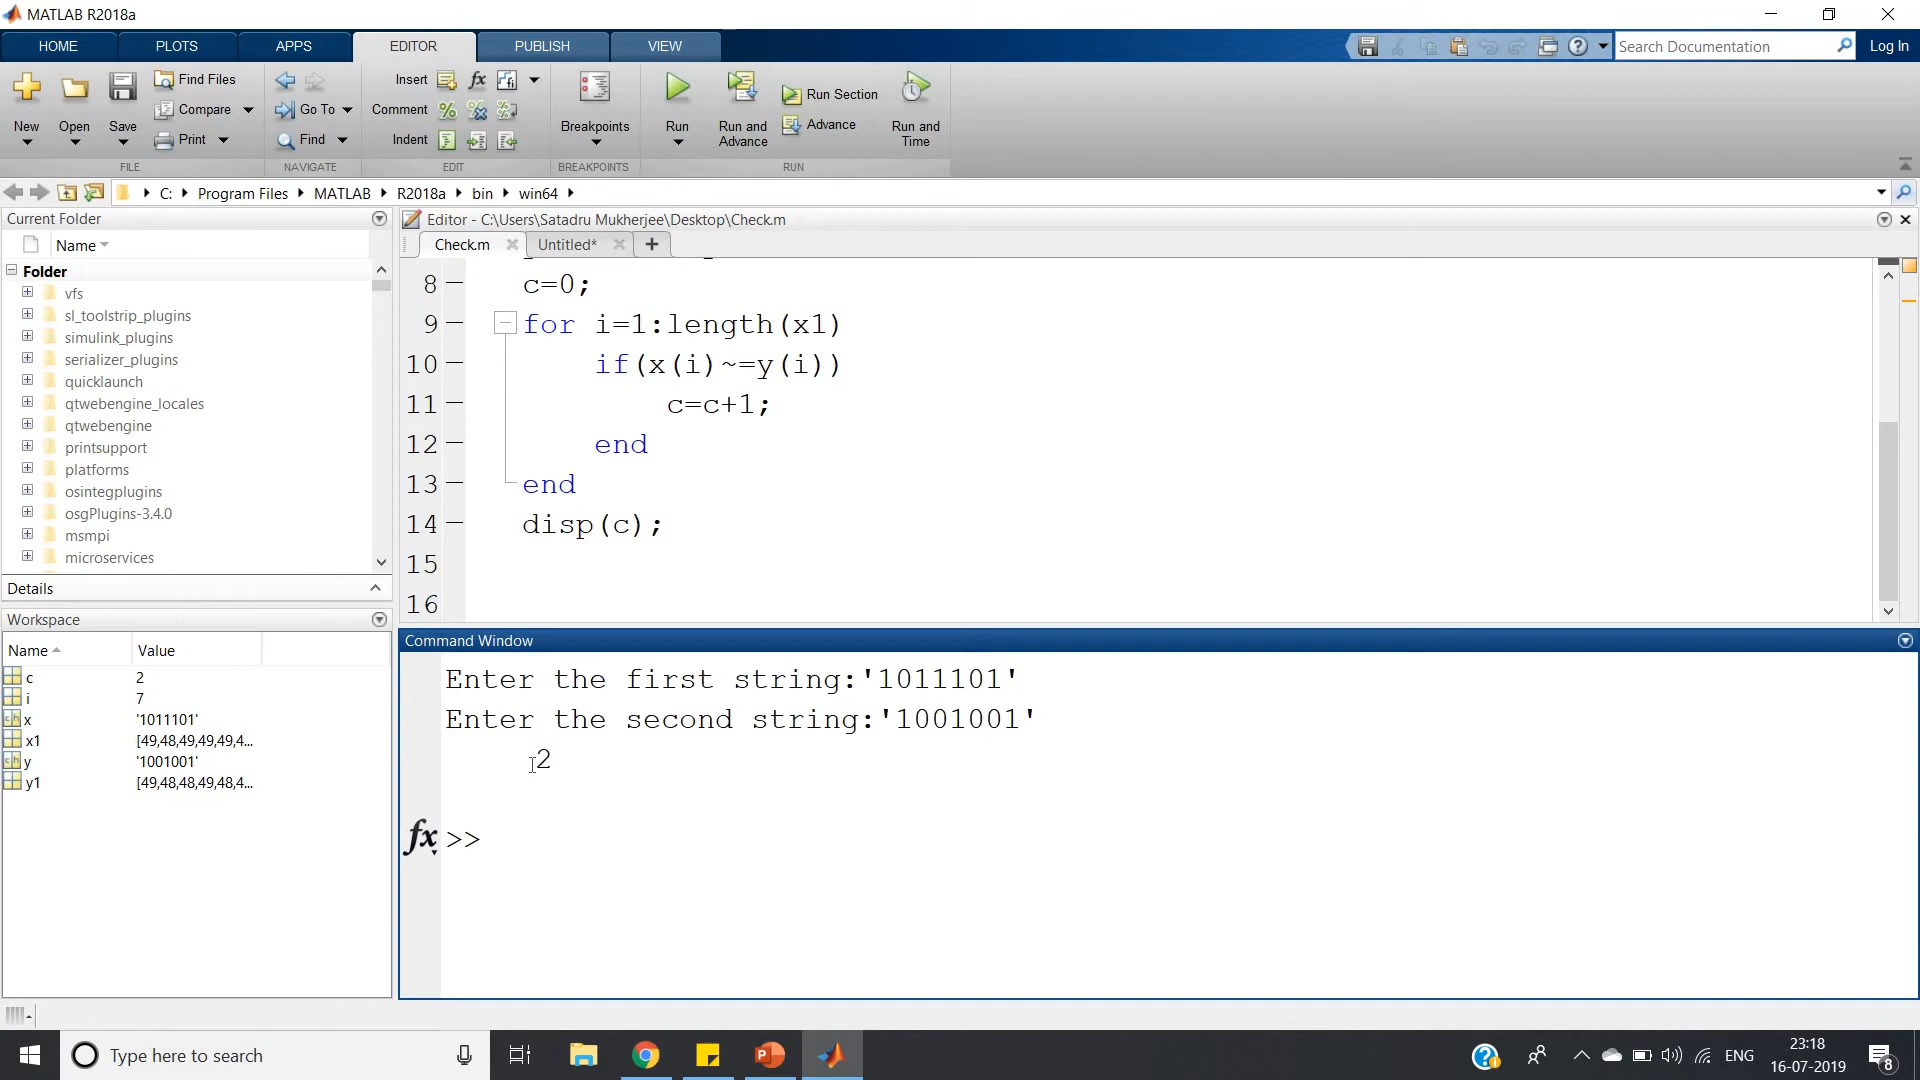 MATLAB R2018a
HOME
PLOTS
APPS
EDITOR
PUBLISH
VIEW
Search Documentation
Log In
New
Open
Save
Find Files
Compare
Print
FILE
Go To
Find
NAVIGATE
Insert
fx
Comment
Indent
EDIT
Breakpoints
BREAKPOINTS
Run
Run and
Advance
Run Section
Advance
Run and
Time
RUN
C: Program Files MATLAB R2018a bin win64
Current Folder
Name
Folder
vfs
sl_toolstrip_plugins
simulink_plugins
serializer_plugins
quicklaunch
qtwebengine_locales
qtwebengine
printsupport
platforms
osintegplugins
osgPlugins-3.4.0
msmpi
microservices
Details
Workspace
Name Value
c 2
i 7
x '1011101'
x1 [49,48,49,49,49,4...
y '1001001'
y1 [49,48,48,49,48,4...
Editor - C:\Users\Satadru Mukherjee\Desktop\Check.m
Check.m
Untitled*
8 c=0;
9 for i=1:length(x1)
10 if(x(i)~=y(i))
11 c=c+1;
12 end
13 end
14 disp(c);
15
16
Command Window
Enter the first string:'1011101'
Enter the second string:'1001001'
2
fx >>
Type here to search
ENG
23:18
16-07-2019
8